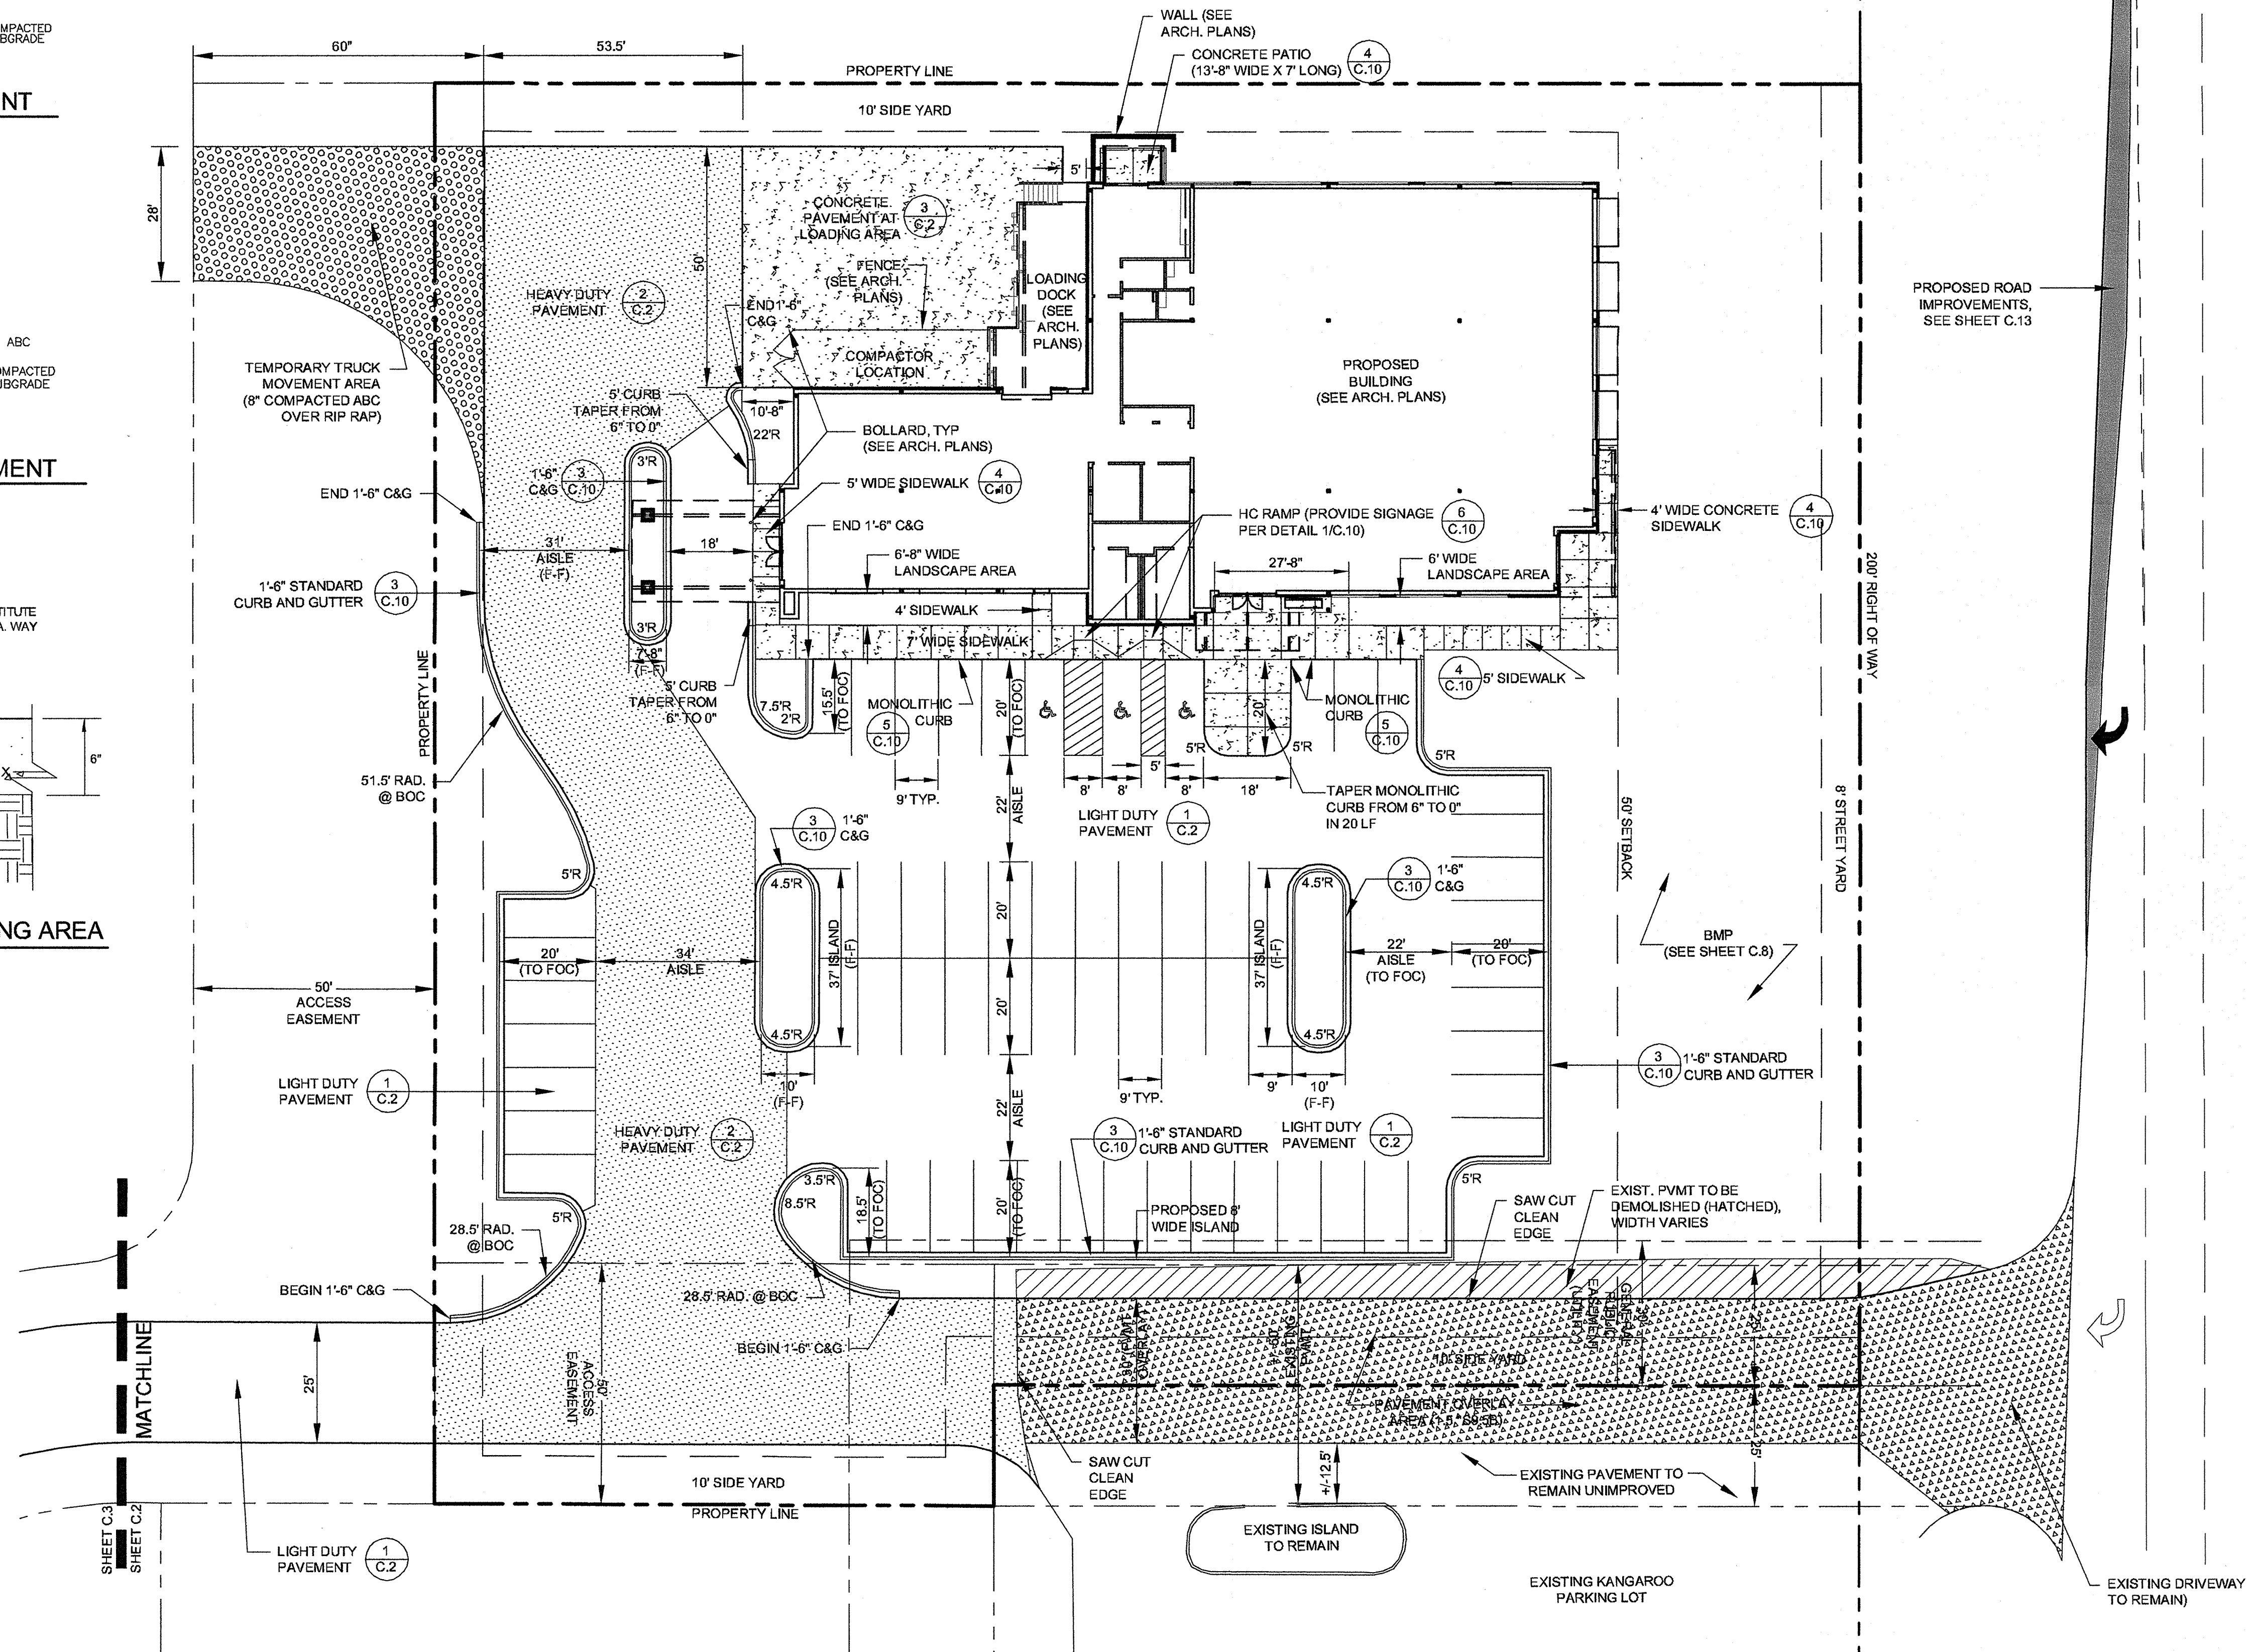 MPACTED
BGRADE
NT
ABC
OMPACTED
UBGRADE
MENT
TITUTE
A. WAY
X
6"
NG AREA
60"
53.5'
WALL (SEE
ARCH. PLANS)
CONCRETE PATIO
(13'-8" WIDE X 7' LONG)
4
C.10
PROPERTY LINE
10' SIDE YARD
28'
50'
5'
CONCRETE
PAVEMENT AT
LOADING AREA
3
C.2
FENCE
(SEE ARCH.
PLANS)
LOADING
DOCK
(SEE
ARCH.
PLANS)
HEAVY DUTY
PAVEMENT
2
C.2
END 1'-6"
C&G
COMPACTOR
LOCATION
PROPOSED
BUILDING
(SEE ARCH. PLANS)
PROPOSED ROAD
IMPROVEMENTS,
SEE SHEET C.13
TEMPORARY TRUCK
MOVEMENT AREA
(8" COMPACTED ABC
OVER RIP RAP)
5' CURB
TAPER FROM
6" TO 0"
10'-8"
22'R
BOLLARD, TYP
(SEE ARCH. PLANS)
3'R
1'-6"
C&G
3
C.10
5' WIDE SIDEWALK
4
C.10
END 1'-6" C&G
END 1'-6" C&G
HC RAMP (PROVIDE SIGNAGE
PER DETAIL 1/C.10)
6
C.10
4' WIDE CONCRETE
SIDEWALK
4
C.10
31'
AISLE
(F-F)
18'
6'-8" WIDE
LANDSCAPE AREA
27'-8"
6' WIDE
LANDSCAPE AREA
1'-6" STANDARD
CURB AND GUTTER
3
C.10
4' SIDEWALK
3'R
7'-8"
(F-F)
7' WIDE SIDEWALK
200' RIGHT OF WAY
PROPERTY LINE
5' CURB
TAPER FROM
6" TO 0"
7.5'R
2'R
15.5'
(TO FOC)
MONOLITHIC
CURB
5
C.10
20'
(TO FOC)
20'
MONOLITHIC
CURB
5
C.10
4
C.10
5' SIDEWALK
5'R
5'R
5'R
51.5' RAD.
@ BOC
9' TYP.
8'
8'
5'
8'
18'
22'
AISLE
LIGHT DUTY
PAVEMENT
1
C.2
TAPER MONOLITHIC
CURB FROM 6" TO 0"
IN 20 LF
3
C.10
1'-6"
C&G
50' SETBACK
8' STREET YARD
5'R
4.5'R
4.5'R
3
C.10
1'-6"
C&G
20'
37' ISLAND
(F-F)
37' ISLAND
(F-F)
BMP
(SEE SHEET C.8)
20'
(TO FOC)
34'
AISLE
22'
AISLE
(TO FOC)
20'
(TO FOC)
50'
ACCESS
EASEMENT
20'
4.5'R
4.5'R
3
C.10
1'-6" STANDARD
CURB AND GUTTER
LIGHT DUTY
PAVEMENT
1
C.2
10'
(F-F)
22'
AISLE
9' TYP.
9'
10'
(F-F)
HEAVY DUTY
PAVEMENT
2
C.2
3
C.10
1'-6" STANDARD
CURB AND GUTTER
LIGHT DUTY
PAVEMENT
1
C.2
3.5'R
8.5'R
18.5'
(TO FOC)
20'
(TO FOC)
PROPOSED 8'
WIDE ISLAND
5'R
SAW CUT
CLEAN
EDGE
EXIST. PVMT TO BE
DEMOLISHED (HATCHED),
WIDTH VARIES
5'R
28.5' RAD.
@ BOC
BEGIN 1'-6" C&G
28.5' RAD. @ BOC
BEGIN 1'-6" C&G
MATCHLINE
25'
50'
ACCESS
EASEMENT
OVERLAY
EXISTING
PVMT
GENERAL
PUBLIC
EASEMENT
(UTILITY)
10' SIDE YARD
PAVEMENT OVERLAY
AREA (1.5" S9.5B)
25'
SAW CUT
CLEAN
EDGE
+/-12.5'
EXISTING PAVEMENT TO
REMAIN UNIMPROVED
10' SIDE YARD
PROPERTY LINE
SHEET C.3
SHEET C.2
LIGHT DUTY
PAVEMENT
1
C.2
EXISTING ISLAND
TO REMAIN
EXISTING KANGAROO
PARKING LOT
EXISTING DRIVEWAY
TO REMAIN)